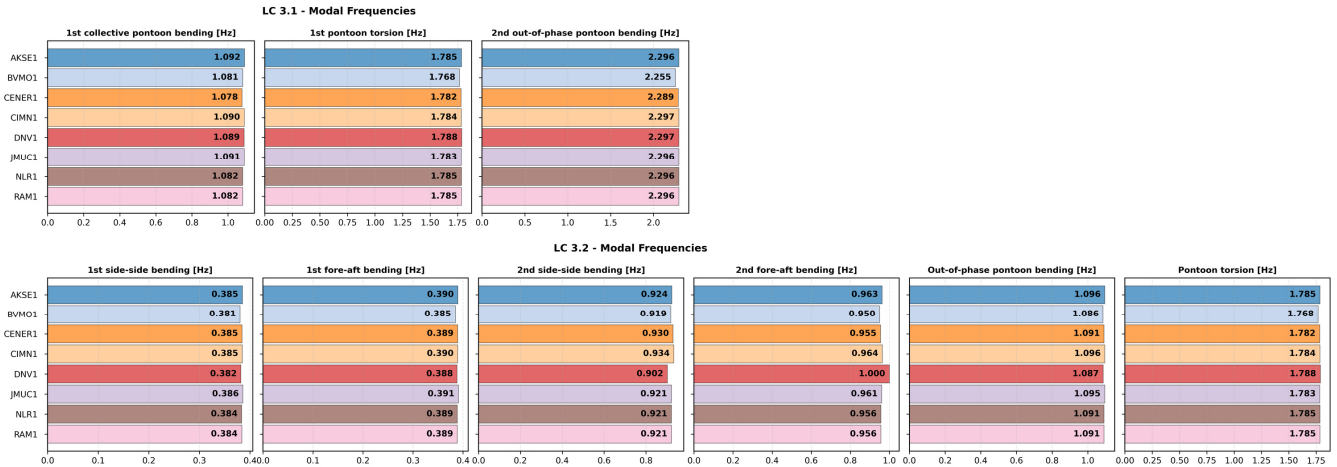 LC 3.1 - Modal Frequencies
1st collective pontoon bending [Hz] 1st pontoon torsion [Hz] 2nd out-of-phase pontoon bending [Hz]
AKSE1 1.092 1.785 2.296
BVMO1 1.081 1.768 2.255
CENER1 1.078 1.782 2.289
CIMN1 1.090 1.784 2.297
DNV1 1.089 1.788 2.297
JMUC1 1.091 1.783 2.296
NLR1 1.082 1.785 2.296
RAM1 1.082 1.785 2.296
0.0 0.2 0.4 0.6 0.8 1.0 0.00 0.25 0.50 0.75 1.00 1.25 1.50 1.75 0.0 0.5 1.0 1.5 2.0
LC 3.2 - Modal Frequencies
1st side-side bending [Hz] 1st fore-aft bending [Hz] 2nd side-side bending [Hz] 2nd fore-aft bending [Hz] Out-of-phase pontoon bending [Hz] Pontoon torsion [Hz]
AKSE1 0.385 0.390 0.924 0.963 1.096 1.785
BVMO1 0.381 0.385 0.919 0.950 1.086 1.768
CENER1 0.385 0.389 0.930 0.955 1.091 1.782
CIMN1 0.385 0.390 0.934 0.964 1.096 1.784
DNV1 0.382 0.388 0.902 1.000 1.087 1.788
JMUC1 0.386 0.391 0.921 0.961 1.095 1.783
NLR1 0.384 0.389 0.921 0.956 1.091 1.785
RAM1 0.384 0.389 0.921 0.956 1.091 1.785
0.0 0.1 0.2 0.3 0.4 0.0 0.1 0.2 0.3 0.4 0.0 0.2 0.4 0.6 0.8 0.0 0.2 0.4 0.6 0.8 1.0 0.0 0.2 0.4 0.6 0.8 1.0 0.00 0.25 0.50 0.75 1.00 1.25 1.50 1.75